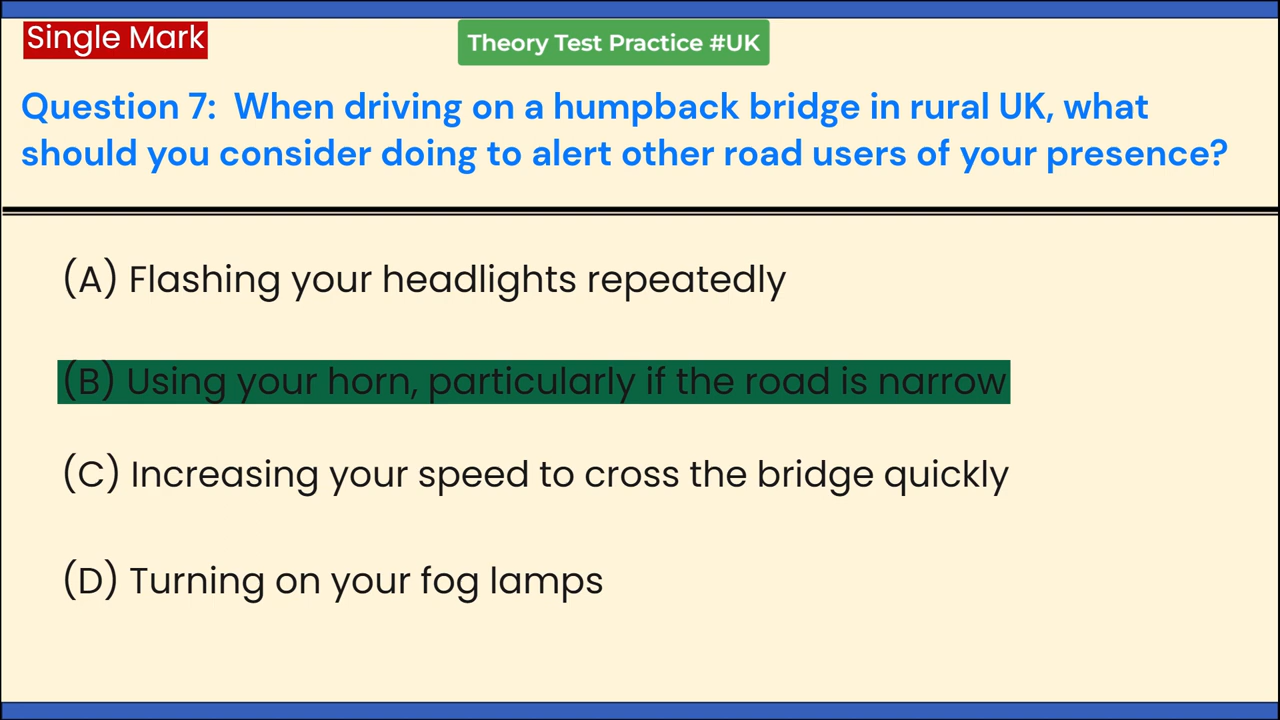 Single Mark
Theory Test Practice #UK
Question 7: When driving on a humpback bridge in rural UK, what
should you consider doing to alert other road users of your presence?
(A) Flashing your headlights repeatedly
(B) Using your horn, particularly if the road is narrow
(C) Increasing your speed to cross the bridge quickly
(D) Turning on your fog lamps